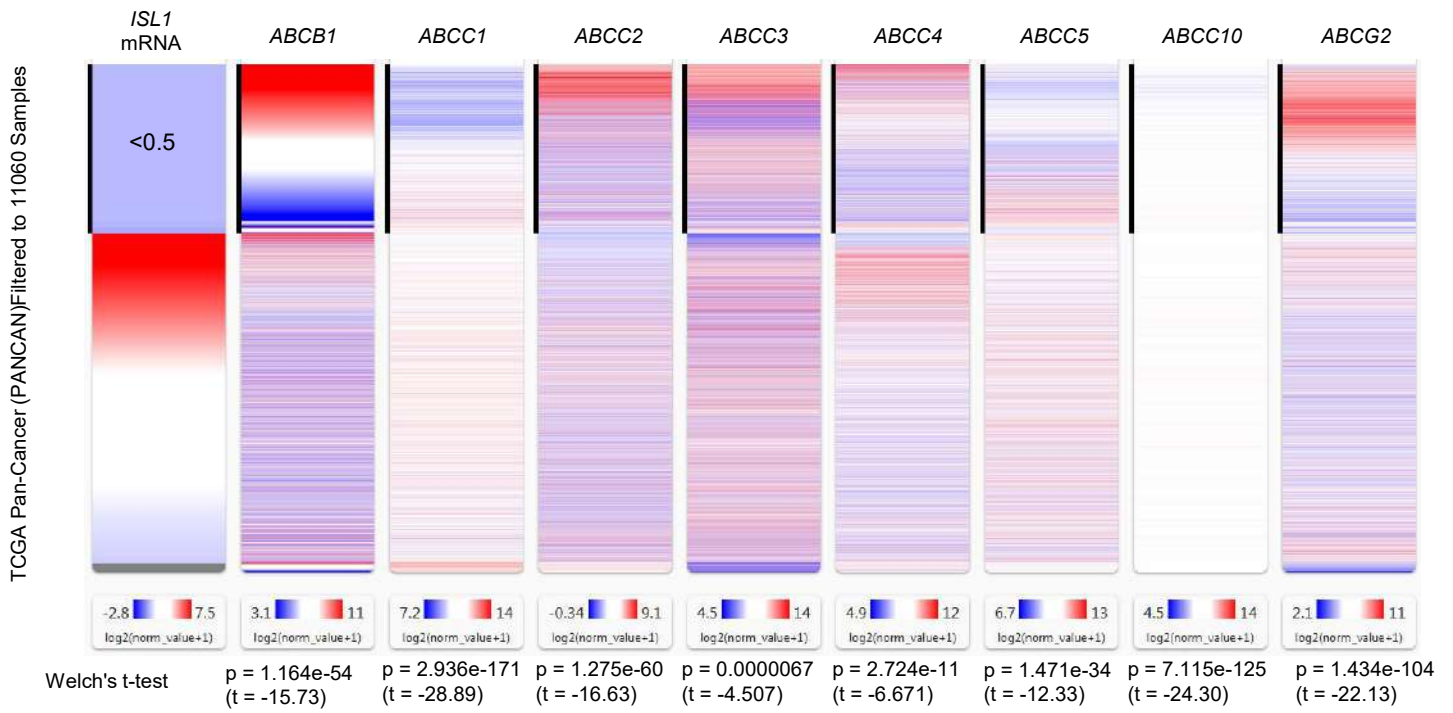 ISL1
mRNA
ABCB1
ABCC1
ABCC2
ABCC3
ABCC4
ABCC5
ABCC10
ABCG2
TCGA Pan-Cancer (PANCAN)Filtered to 11060 Samples
<0.5
-2.8 7.5
log2(norm_value+1)
3.1 11
log2(norm_value+1)
7.2 14
log2(norm_value+1)
-0.34 9.1
log2(norm_value+1)
4.5 14
log2(norm_value+1)
4.9 12
log2(norm_value+1)
6.7 13
log2(norm_value+1)
4.5 14
log2(norm_value+1)
2.1 11
log2(norm_value+1)
Welch's t-test
p = 1.164e-54
(t = -15.73)
p = 2.936e-171
(t = -28.89)
p = 1.275e-60
(t = -16.63)
p = 0.0000067
(t = -4.507)
p = 2.724e-11
(t = -6.671)
p = 1.471e-34
(t = -12.33)
p = 7.115e-125
(t = -24.30)
p = 1.434e-104
(t = -22.13)